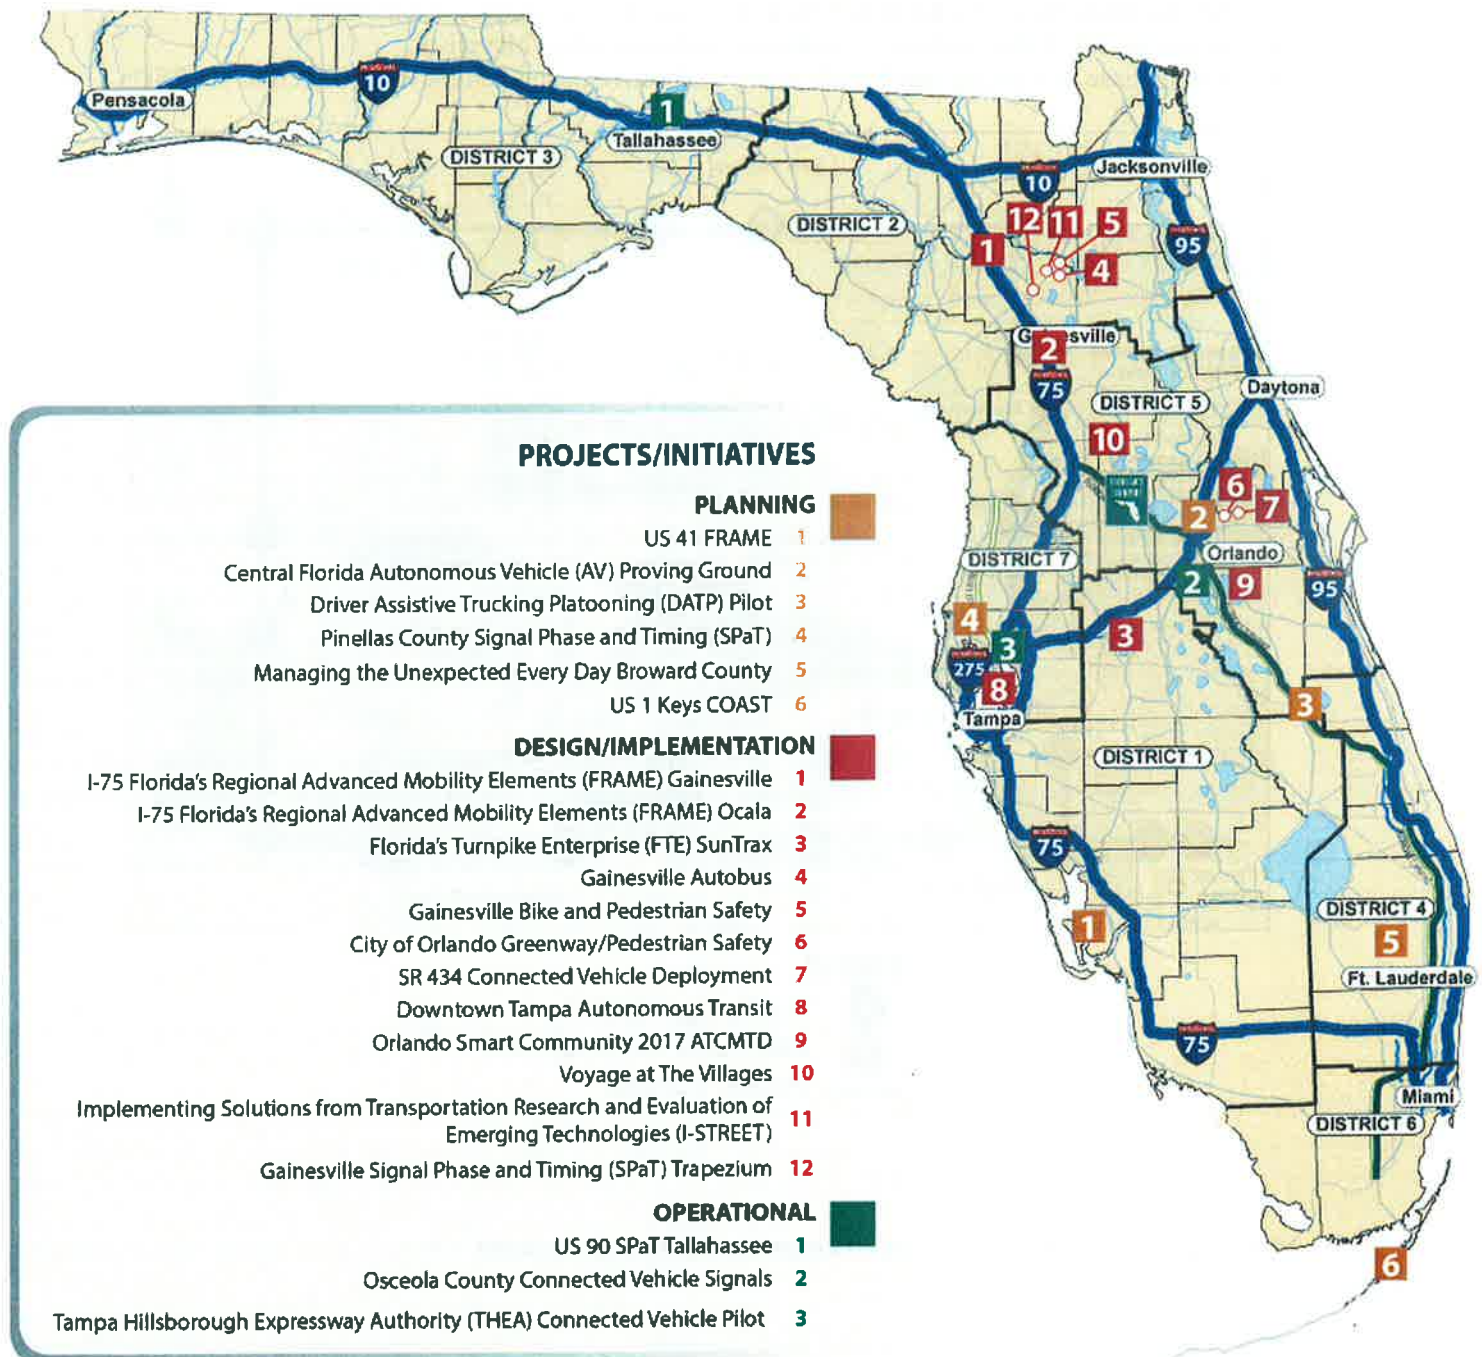 Pensacola
10
1
Tallahassee
DISTRICT 3
DISTRICT 2
10
Jacksonville
12
11
5
1
4
95
2
75
Daytona
DISTRICT 5
10
6
7
2
Orlando
DISTRICT 7
2
9
95
4
3
3
275
8
Tampa
3
DISTRICT 1
75
1
DISTRICT 4
5
Ft. Lauderdale
75
Miami
DISTRICT 6
6
PROJECTS/INITIATIVES
PLANNING
US 41 FRAME 1
Central Florida Autonomous Vehicle (AV) Proving Ground 2
Driver Assistive Trucking Platooning (DATP) Pilot 3
Pinellas County Signal Phase and Timing (SPaT) 4
Managing the Unexpected Every Day Broward County 5
US 1 Keys COAST 6
DESIGN/IMPLEMENTATION
I-75 Florida's Regional Advanced Mobility Elements (FRAME) Gainesville 1
I-75 Florida's Regional Advanced Mobility Elements (FRAME) Ocala 2
Florida's Turnpike Enterprise (FTE) SunTrax 3
Gainesville Autobus 4
Gainesville Bike and Pedestrian Safety 5
City of Orlando Greenway/Pedestrian Safety 6
SR 434 Connected Vehicle Deployment 7
Downtown Tampa Autonomous Transit 8
Orlando Smart Community 2017 ATCMTD 9
Voyage at The Villages 10
Implementing Solutions from Transportation Research and Evaluation of
Emerging Technologies (I-STREET) 11
Gainesville Signal Phase and Timing (SPaT) Trapezium 12
OPERATIONAL
US 90 SPaT Tallahassee 1
Osceola County Connected Vehicle Signals 2
Tampa Hillsborough Expressway Authority (THEA) Connected Vehicle Pilot 3